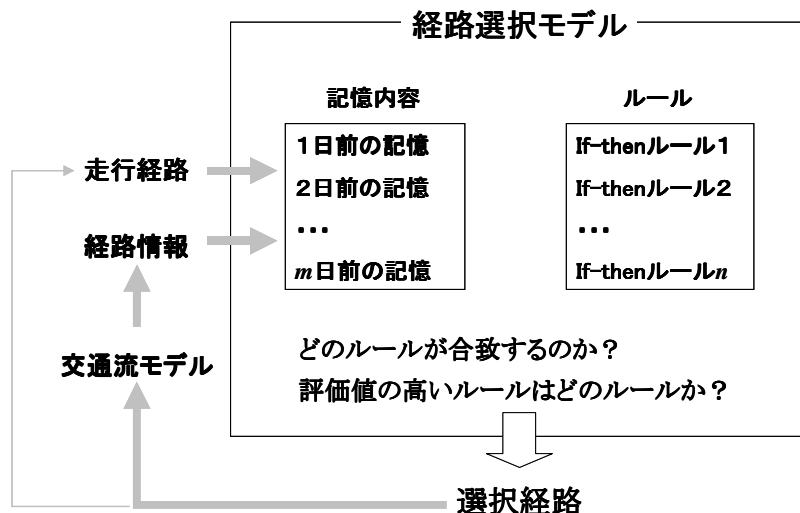 経路選択モデル
記憶内容
1日前の記憶
2日前の記憶
…
m日前の記憶
ルール
If-thenルール1
If-thenルール2
…
If-thenルールn
走行経路
経路情報
交通流モデル
どのルールが合致するのか？
評価値の高いルールはどのルールか？
選択経路